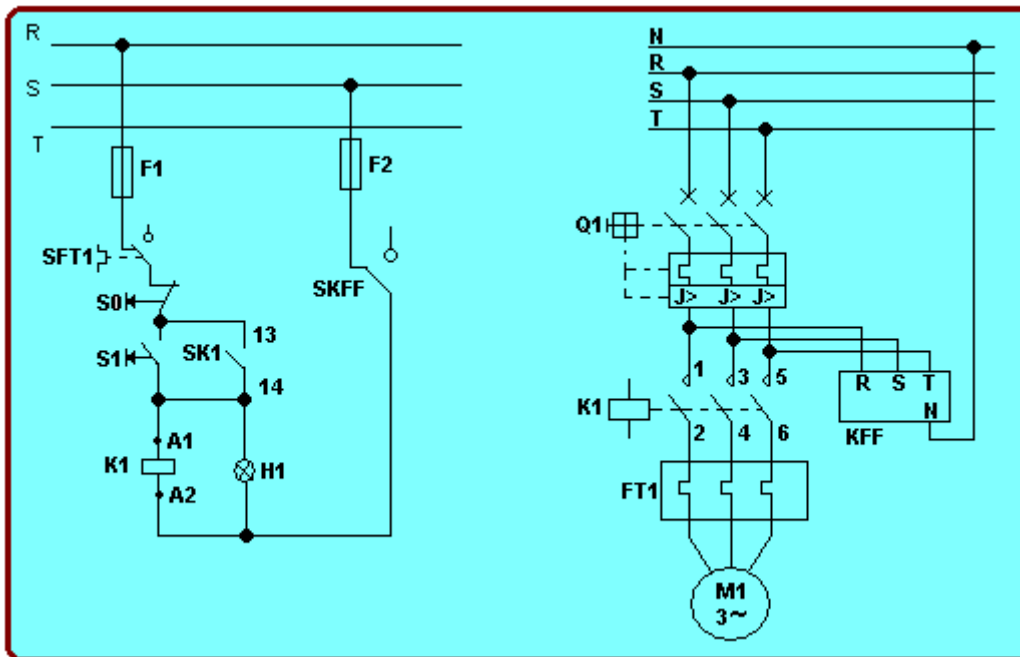 R
S
T
F1
F2
SFT1
SKFF
S0
13
S1
SK1
14
A1
K1
H1
A2
N
R
S
T
Q1
J> J> J>
1 3 5
R S T
N
K1
KFF
2 4 6
FT1
M1
3~